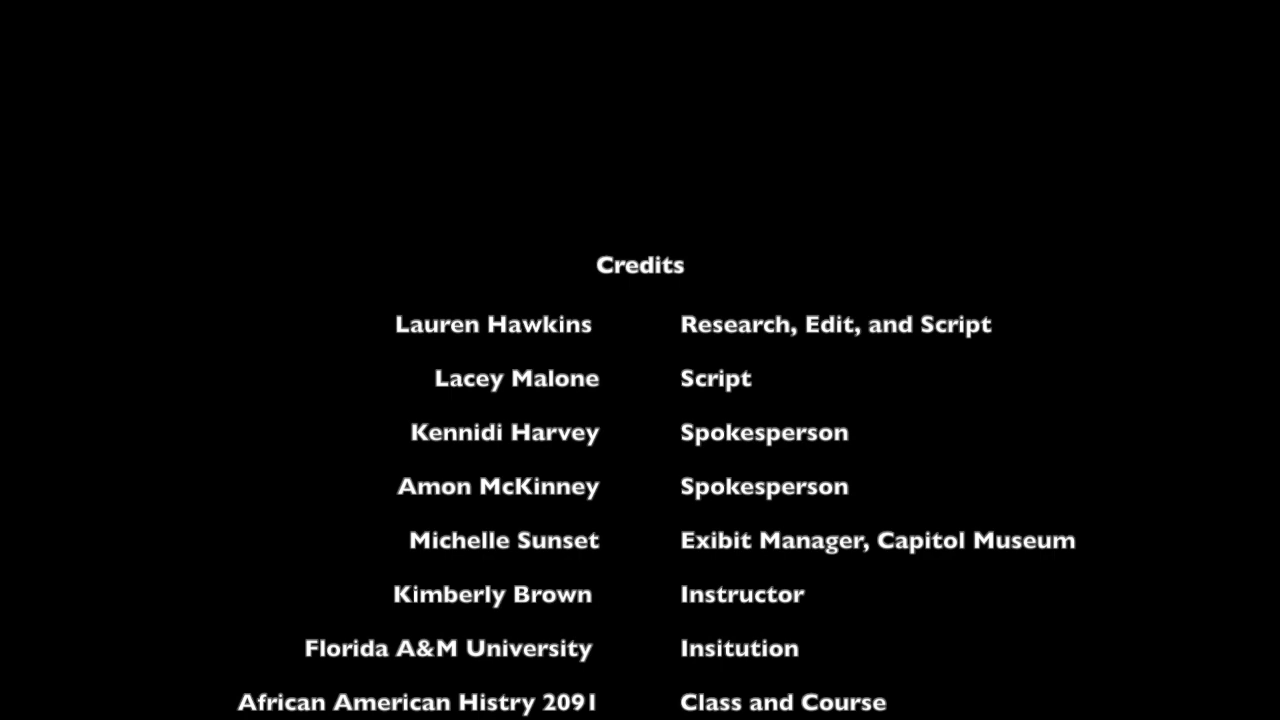 Credits
Lauren Hawkins Research, Edit, and Script
Lacey Malone Script
Kennidi Harvey Spokesperson
Amon McKinney Spokesperson
Michelle Sunset Exibit Manager, Capitol Museum
Kimberly Brown Instructor
Florida A&M University Insitution
African American Histry 2091 Class and Course